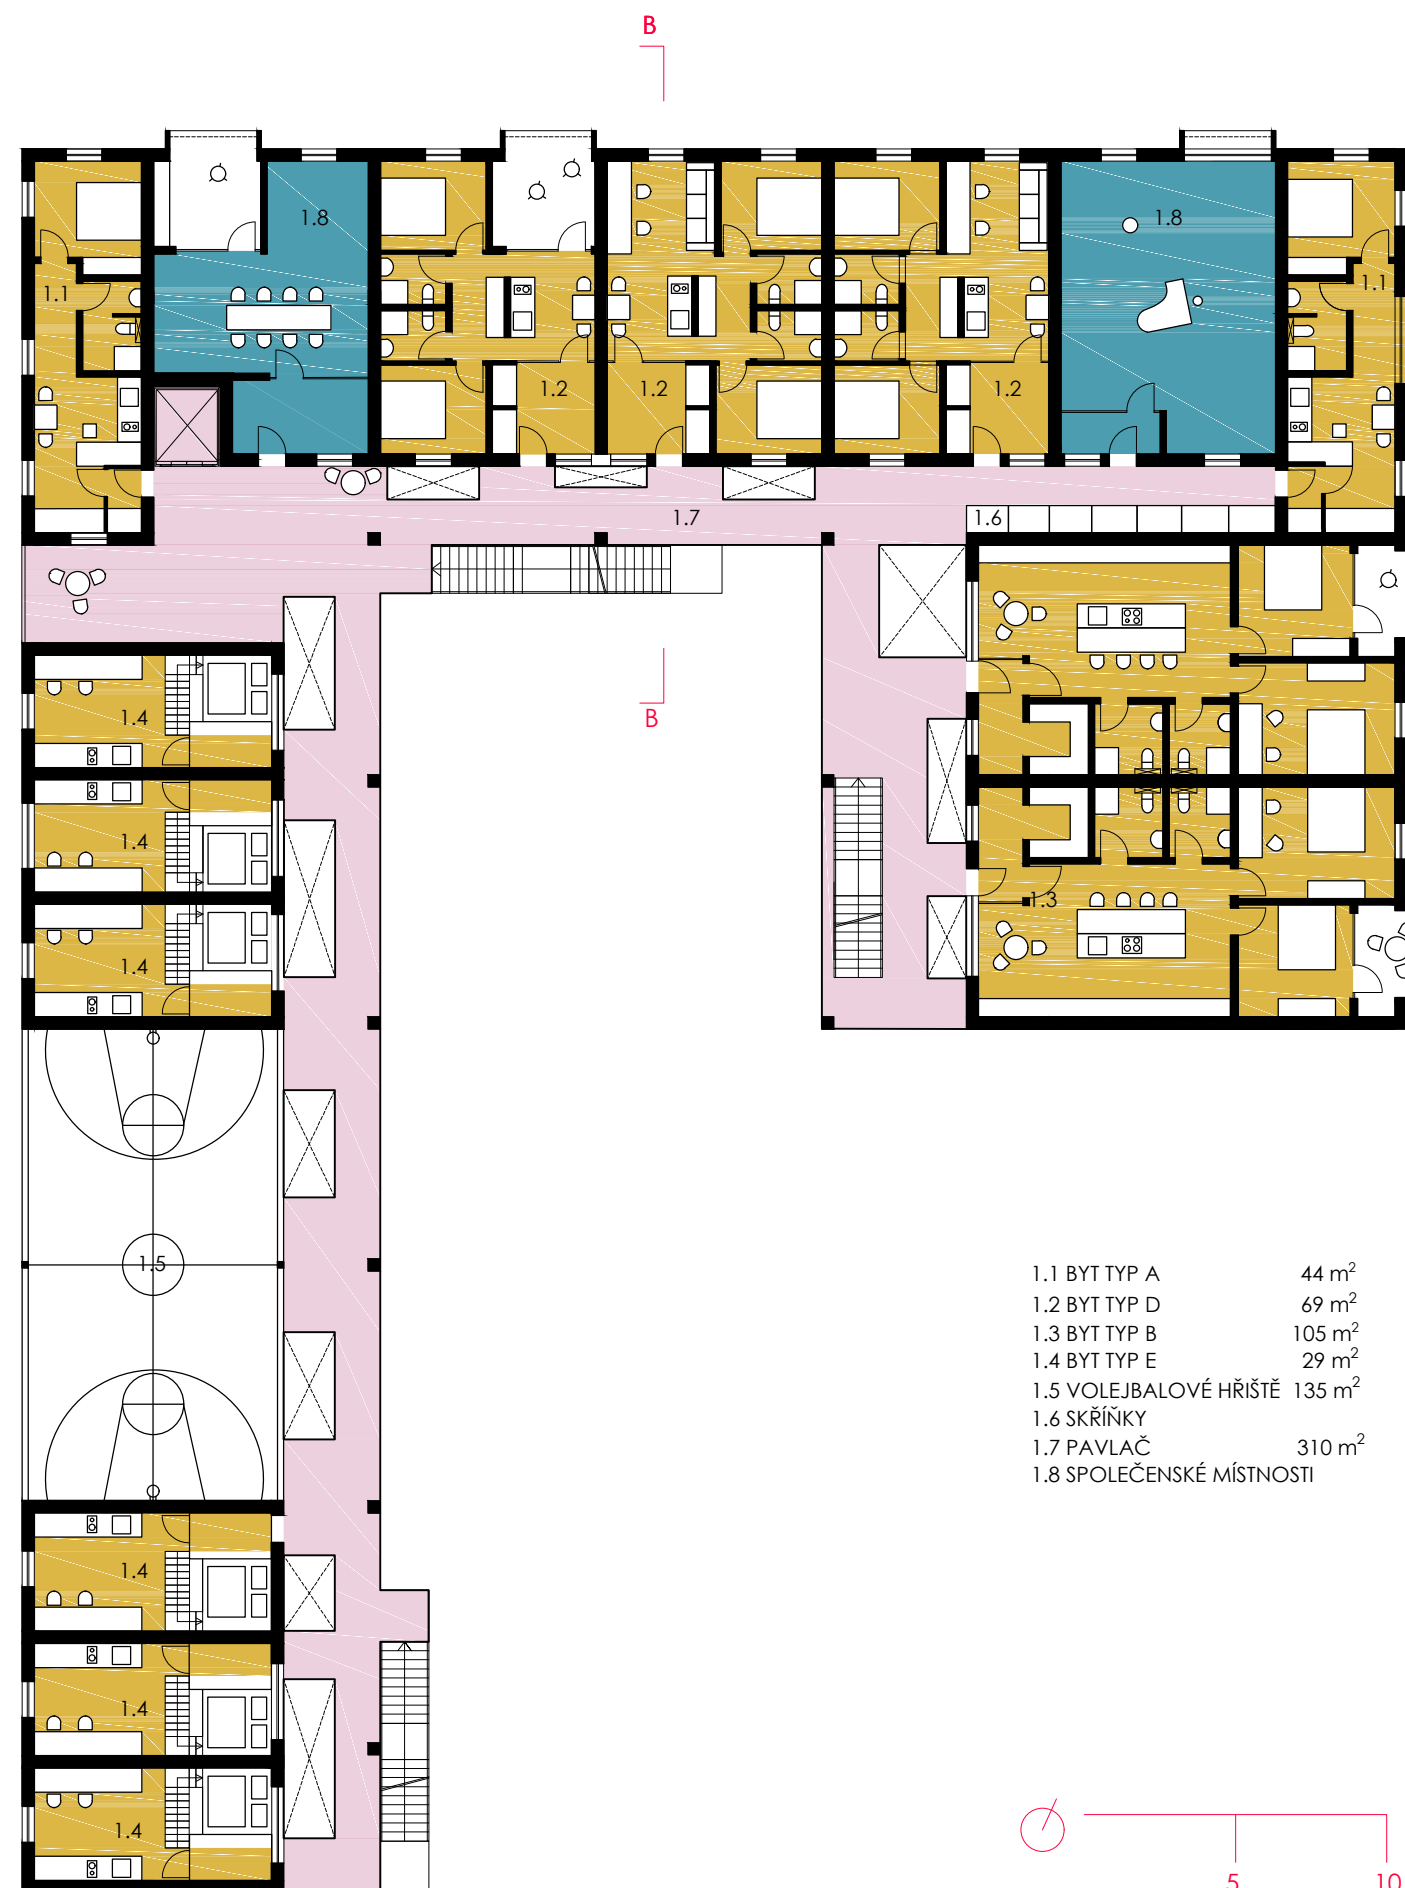 B
1.8
1.8
1.1
1.1
1.2
1.2
1.2
1.7
1.6
B
1.4
1.4
1.3
1.4
1.5
1.1 BYT TYP A 44 m²
1.2 BYT TYP D 69 m²
1.3 BYT TYP B 105 m²
1.4 BYT TYP E 29 m²
1.5 VOLEJBALOVÉ HŘIŠTĚ 135 m²
1.6 SKŘÍŇKY
1.7 PAVLAČ 310 m²
1.8 SPOLEČENSKÉ MÍSTNOSTI
1.4
1.4
1.4
5
10